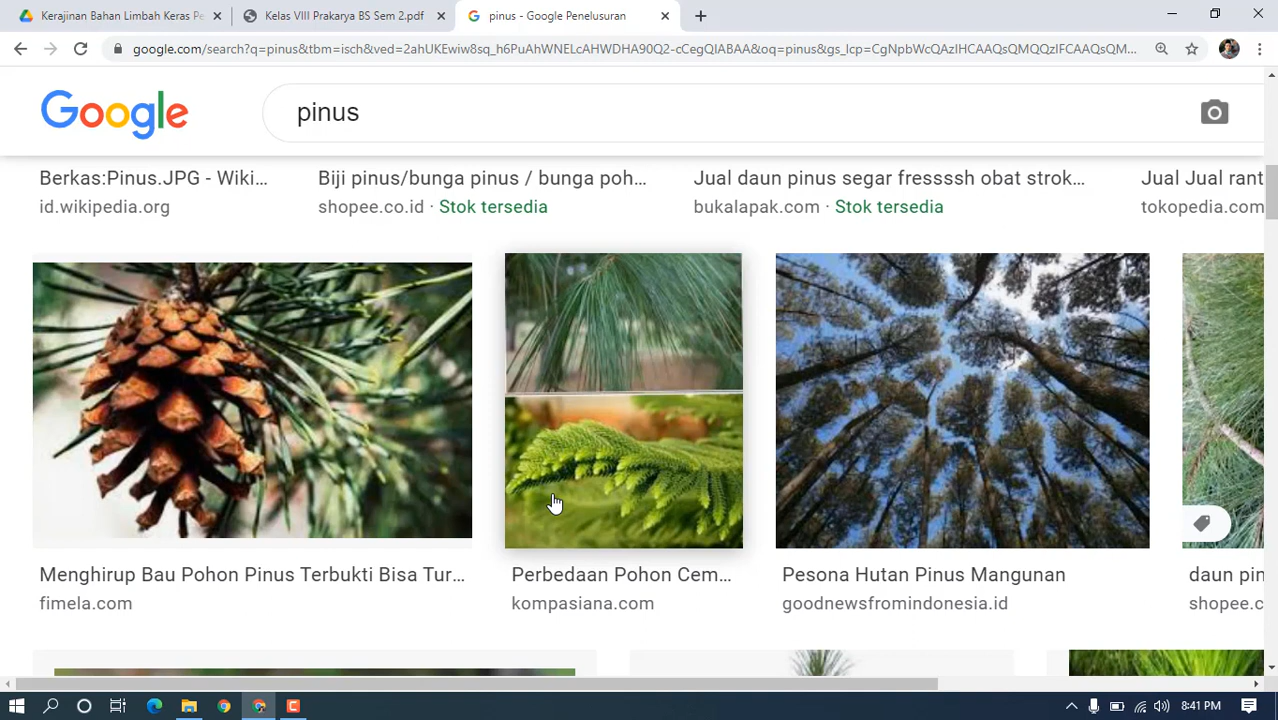 Kerajinan Bahan Limbah Keras Pe
Kelas VIII Prakarya BS Sem 2.pdf
pinus - Google Penelusuran
google.com/search?q=pinus&tbm=isch&ved=2ahUKEwiw8sq_h6PuAhWNELcAHWDHA90Q2-cCegQIABAA&oq=pinus&gs_lcp=CgNpbWcQAzIHCAAQsQMQQzIFCAAQsQM...
Google
pinus
Berkas:Pinus.JPG - Wiki...
Biji pinus/bunga pinus / bunga poh...
Jual daun pinus segar fressssh obat strok...
Jual Jual rant
id.wikipedia.org
shopee.co.id · Stok tersedia
bukalapak.com · Stok tersedia
tokopedia.com
Menghirup Bau Pohon Pinus Terbukti Bisa Tur...
Perbedaan Pohon Cem...
Pesona Hutan Pinus Mangunan
daun pin
fimela.com
kompasiana.com
goodnewsfromindonesia.id
shopee.c
8:41 PM